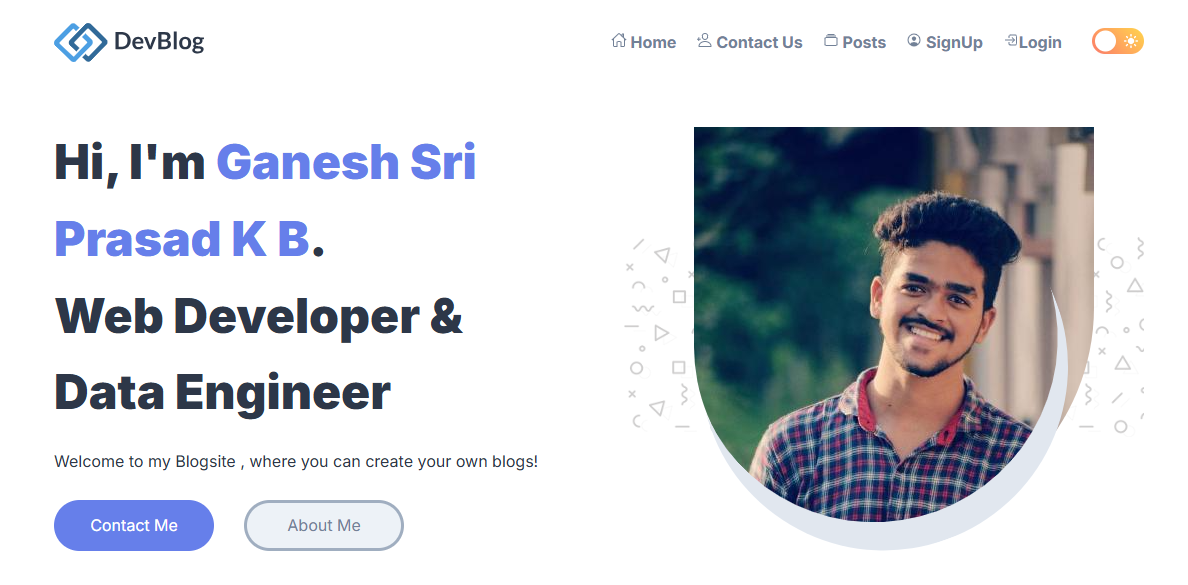 DevBlog
Home
Contact Us
Posts
SignUp
Login
Hi, I'm Ganesh Sri
Prasad K B.
Web Developer &
Data Engineer
Welcome to my Blogsite , where you can create your own blogs!
Contact Me
About Me